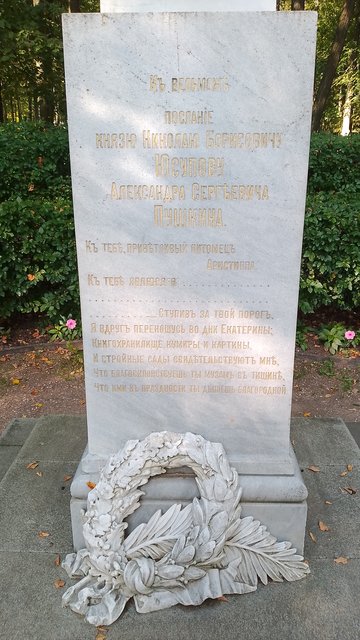 Къ вельможѣ
посланіе
князю Николаю Борисовичу
Юсупову
Александра Сергѣевича
Пушкина.
Къ тебѣ, привѣтливый питомецъ
Аристиппа,
Къ тебѣ явлюся я . . . . . . . . . . . . . . .
. . . . . . . . . . . . . . . . . . . . . . . . . . . . . .
. . . . . . . . . . . Ступивъ за твой порогъ,
Я вдругъ переношусь во дни Екатерины;
Книгохранилище, кумиры и картины,
И стройные сады свидѣтельствуютъ мнѣ,
Что благосклонствуешь ты музамъ въ тишинѣ,
Что ими въ праздности ты дышешь благородной.